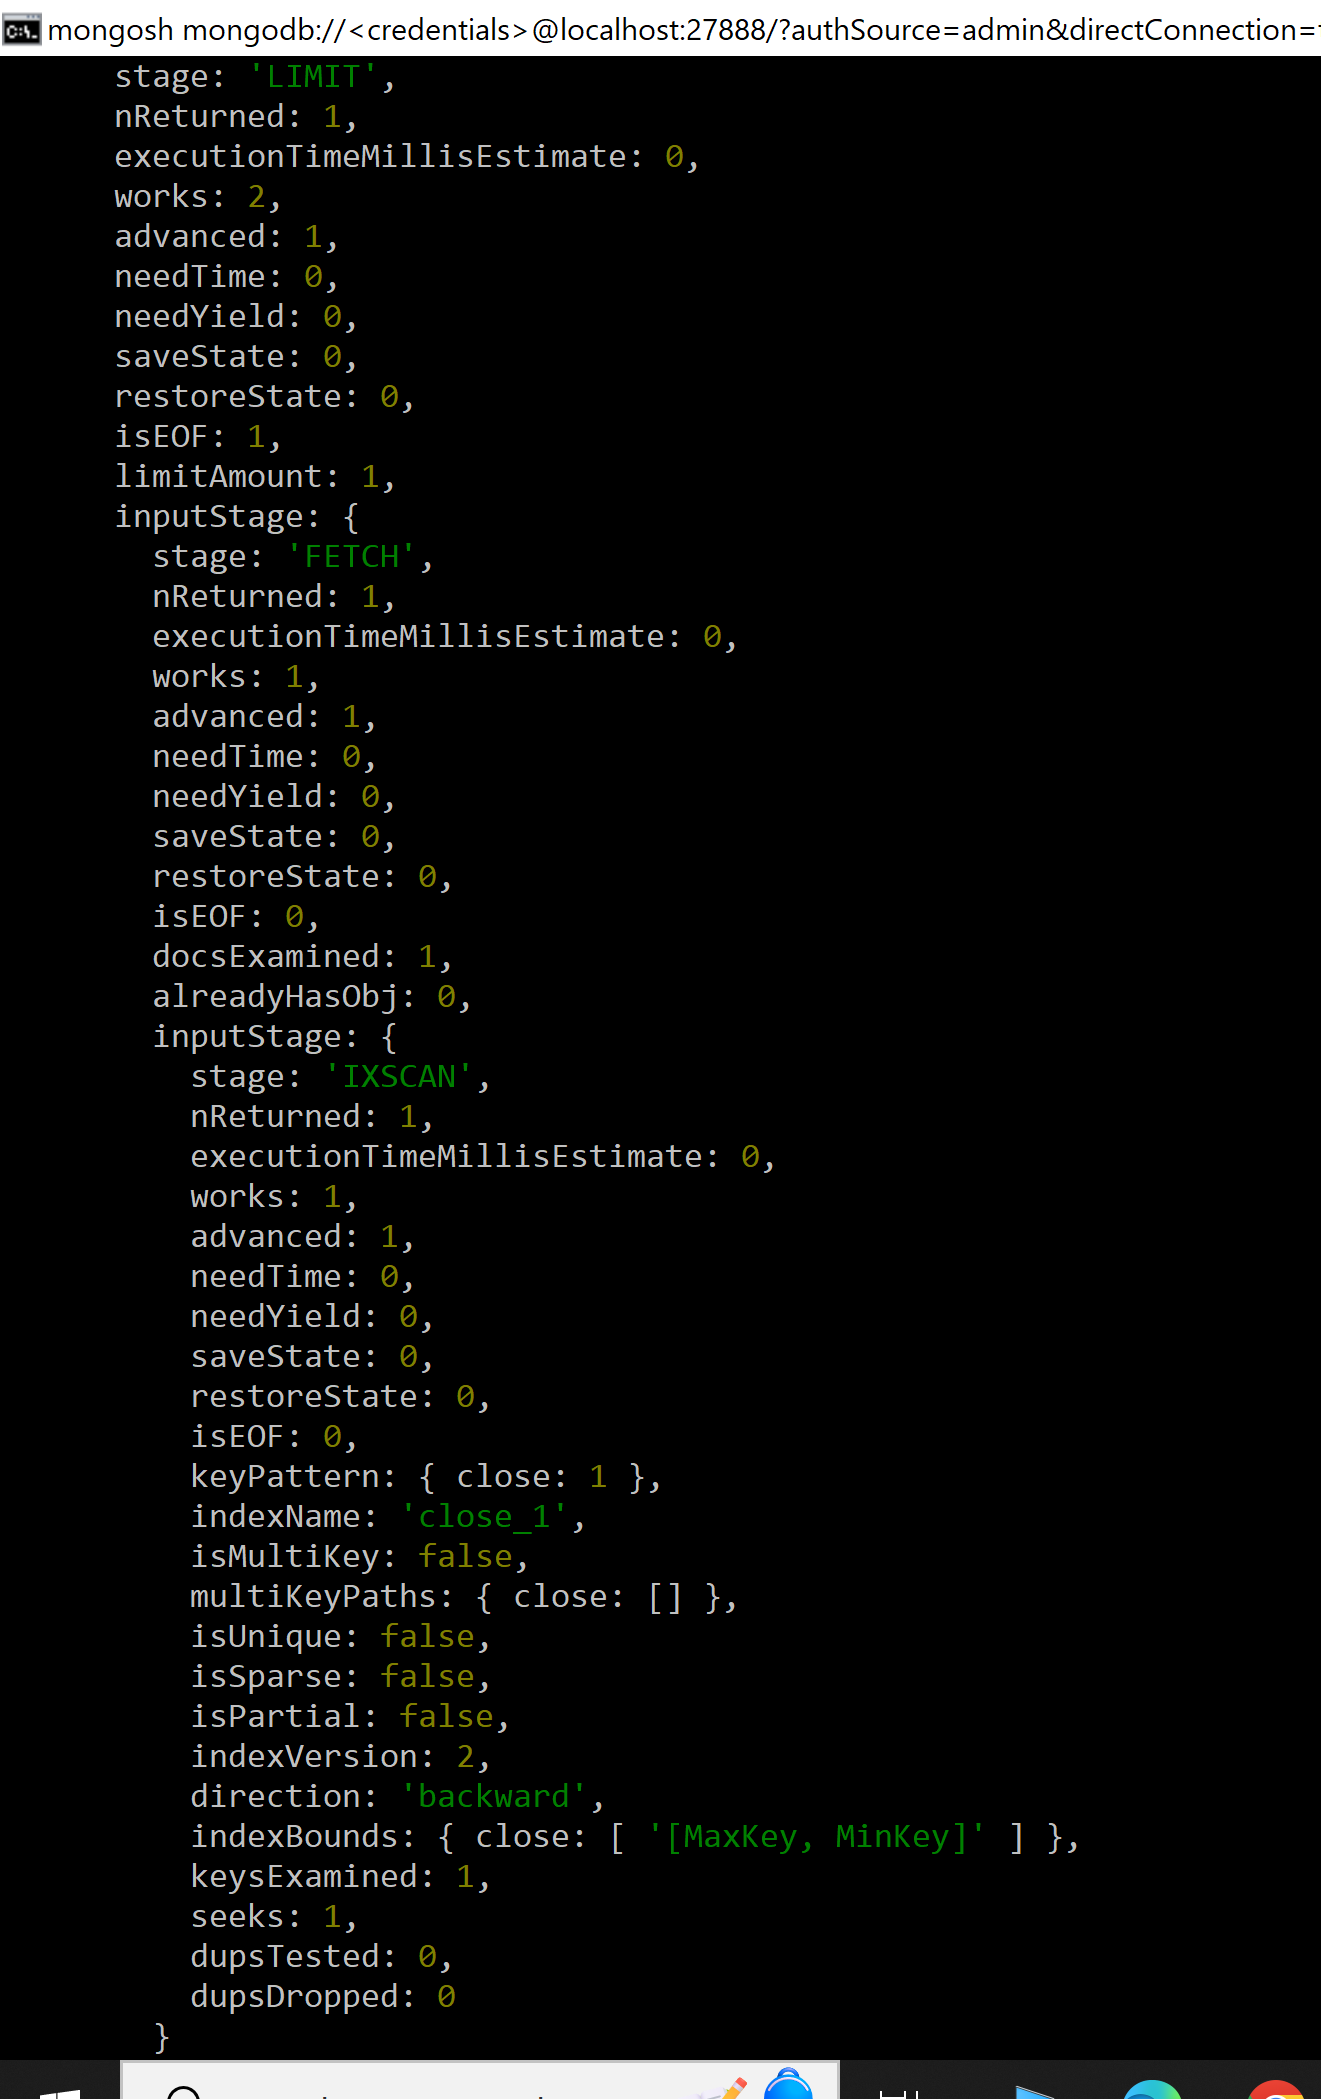 mongosh mongodb://<credentials>@localhost:27888/?authSource=admin&directConnection=
stage: 'LIMIT',
nReturned: 1,
executionTimeMillisEstimate: 0,
works: 2,
advanced: 1,
needTime: 0,
needYield: 0,
saveState: 0,
restoreState: 0,
isEOF: 1,
limitAmount: 1,
inputStage: {
stage: 'FETCH',
nReturned: 1,
executionTimeMillisEstimate: 0,
works: 1,
advanced: 1,
needTime: 0,
needYield: 0,
saveState: 0,
restoreState: 0,
isEOF: 0,
docsExamined: 1,
alreadyHasObj: 0,
inputStage: {
stage: 'IXSCAN',
nReturned: 1,
executionTimeMillisEstimate: 0,
works: 1,
advanced: 1,
needTime: 0,
needYield: 0,
saveState: 0,
restoreState: 0,
isEOF: 0,
keyPattern: { close: 1 },
indexName: 'close_1',
isMultiKey: false,
multiKeyPaths: { close: [] },
isUnique: false,
isSparse: false,
isPartial: false,
indexVersion: 2,
direction: 'backward',
indexBounds: { close: [ '[MaxKey, MinKey]' ] },
keysExamined: 1,
seeks: 1,
dupsTested: 0,
dupsDropped: 0
}